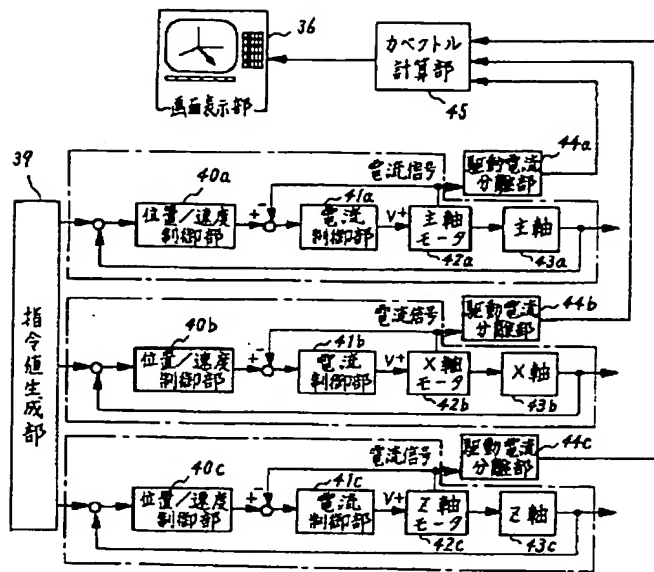 36
画面表示部
カベクトル
計算部
45
39
指令値生成部
40a
位置/速度
制御部
+
-
41a
電流
制御部
V+
電流信号
主軸
モータ
42a
主軸
43a
44a
駆動電流
分離部
40b
位置/速度
制御部
+
-
41b
電流
制御部
V+
電流信号
X軸
モータ
42b
X軸
43b
44b
駆動電流
分離部
40c
位置/速度
制御部
+
-
41c
電流
制御部
V+
電流信号
Z軸
モータ
42c
Z軸
43c
44c
駆動電流
分離部